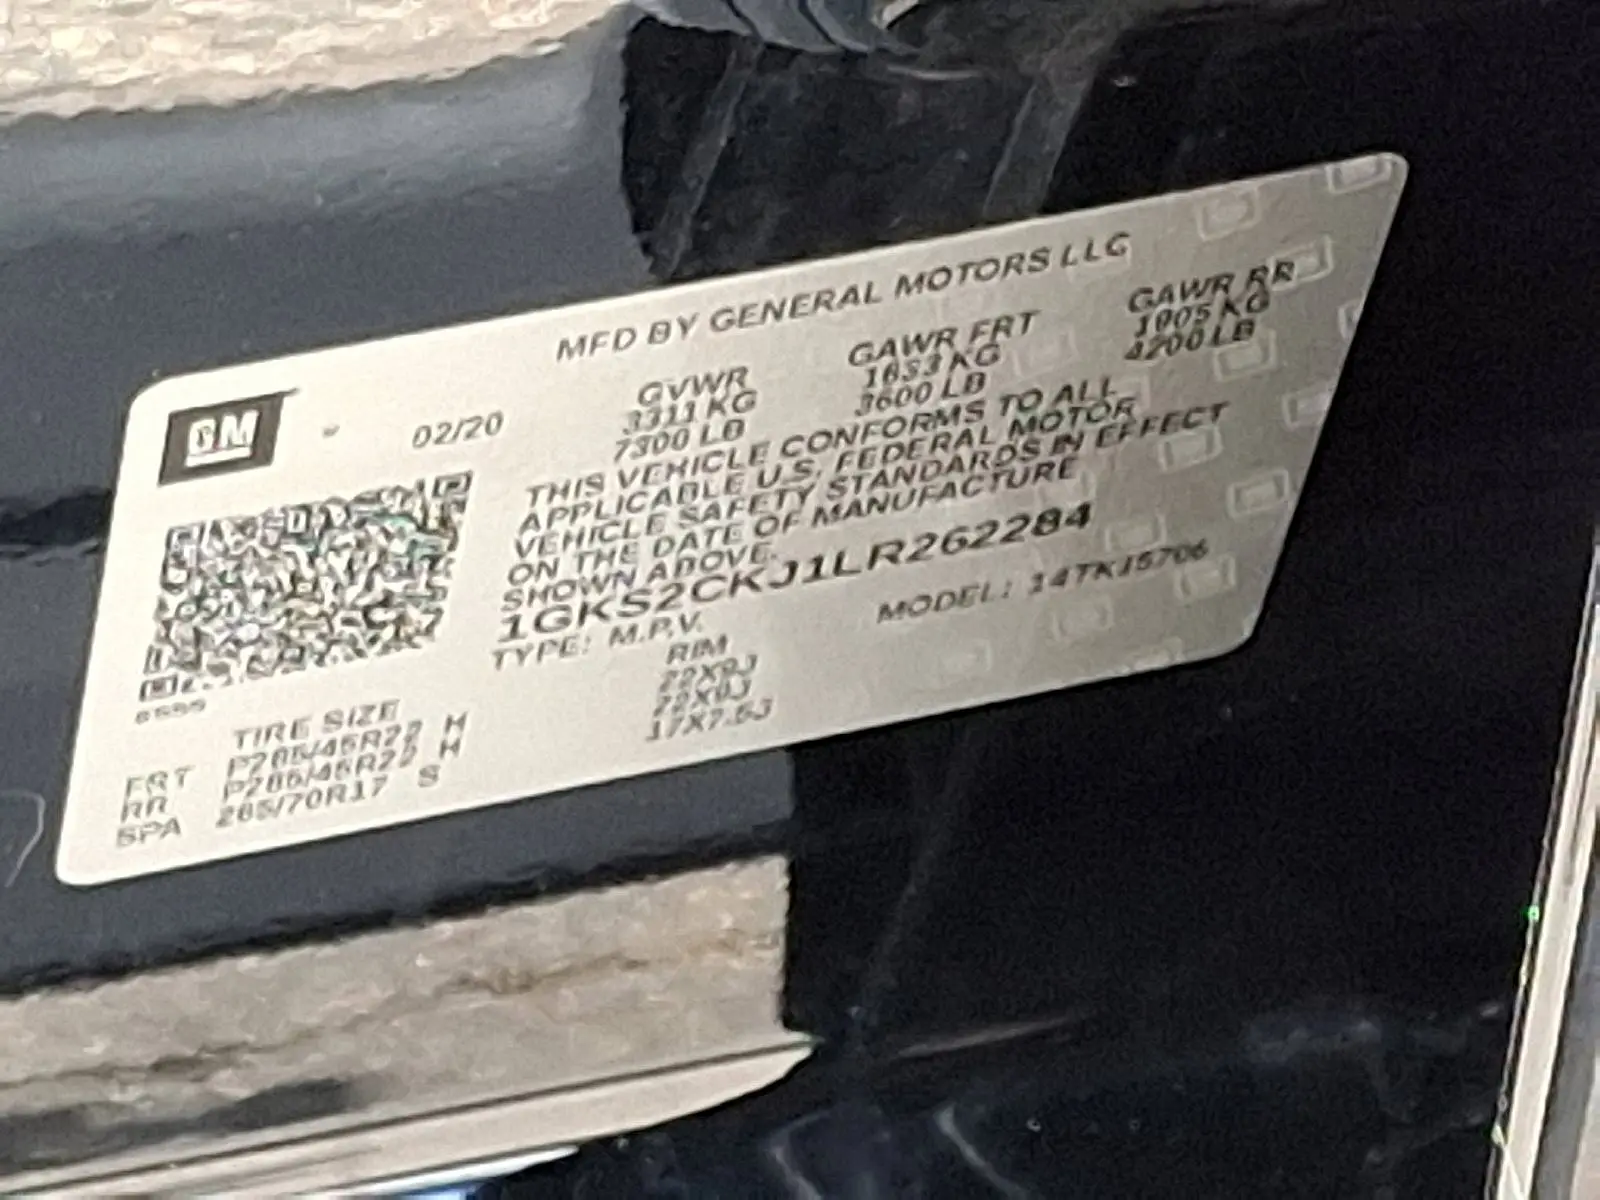 MFD BY GENERAL MOTORS LLC
GM
02/20
GVWR GAWR FRT GAWR RR
3311 KG 1633 KG 1905 KG
7300 LB 3600 LB 4200 LB
THIS VEHICLE CONFORMS TO ALL
APPLICABLE U.S. FEDERAL MOTOR
VEHICLE SAFETY STANDARDS IN EFFECT
ON THE DATE OF MANUFACTURE
SHOWN ABOVE.
1GKS2CKJ1LR262284
TYPE: M.P.V. MODEL: 14TK15706
TIRE SIZE RIM
FRT P285/45R22 H 22X9J
RR P285/45R22 H 22X9J
SPA 265/70R17 S 17X7.5J